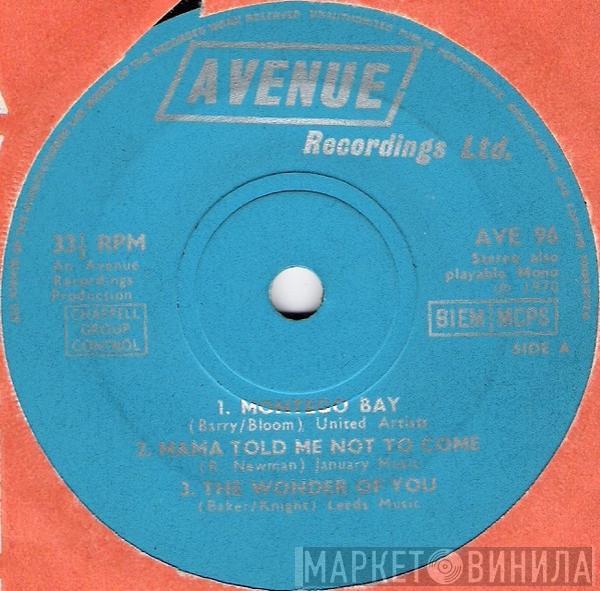 AVENUE
Recordings Ltd.
33⅓ RPM
An Avenue
Recordings
Production
CHAPPELL
GROUP
CONTROL
AVE 96
Stereo also
playable Mono
℗ 1970
BIEM MCPS
SIDE A
1. MONTEGO BAY
(Barry/Bloom) United Artists
2. MAMA TOLD ME NOT TO COME
(R. Newman) January Music
3. THE WONDER OF YOU
(Baker/Knight) Leeds Music
МАРКЕТ ВИНИЛА